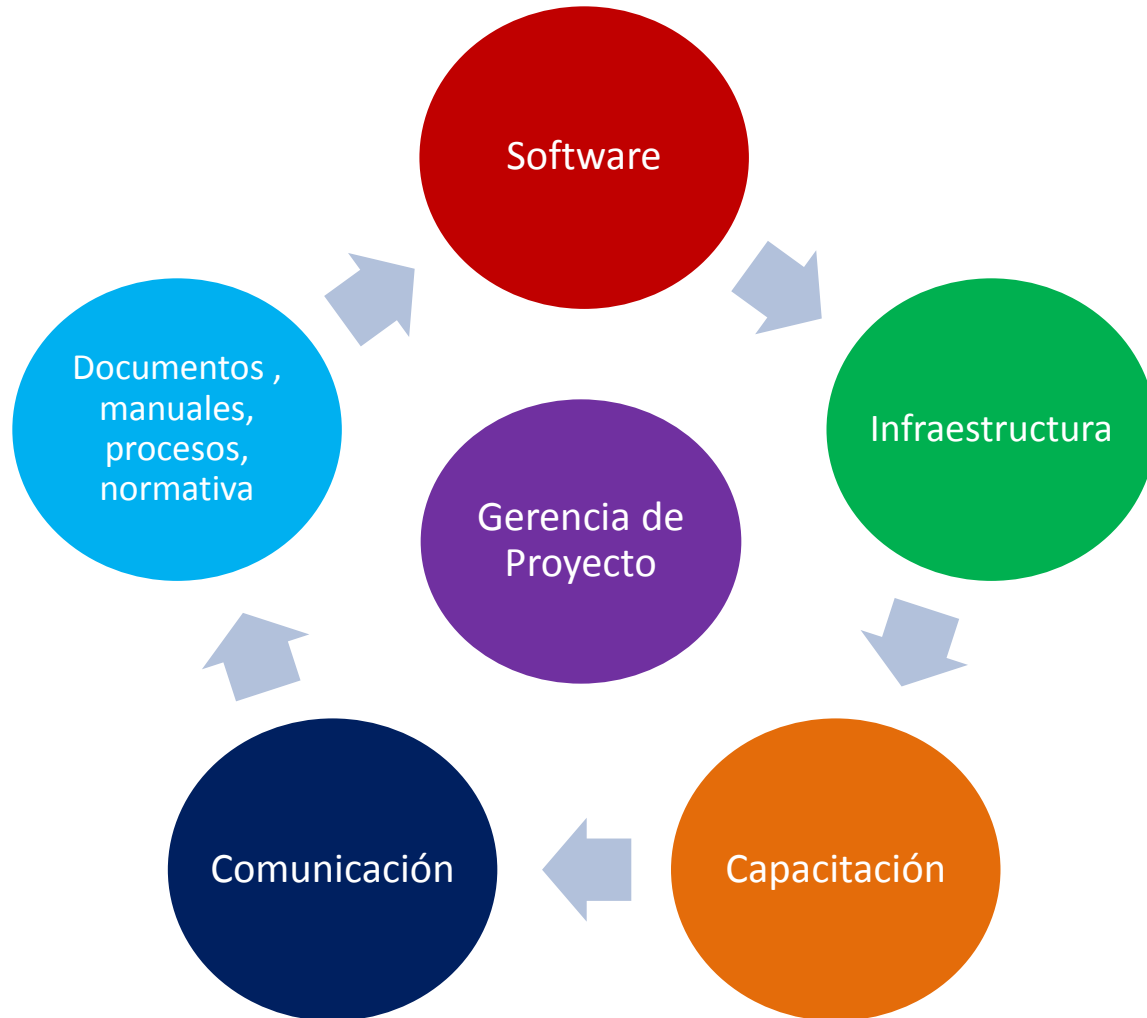 Software
Documentos ,
manuales,
procesos,
normativa
Infraestructura
Gerencia de
Proyecto
Comunicación
Capacitación